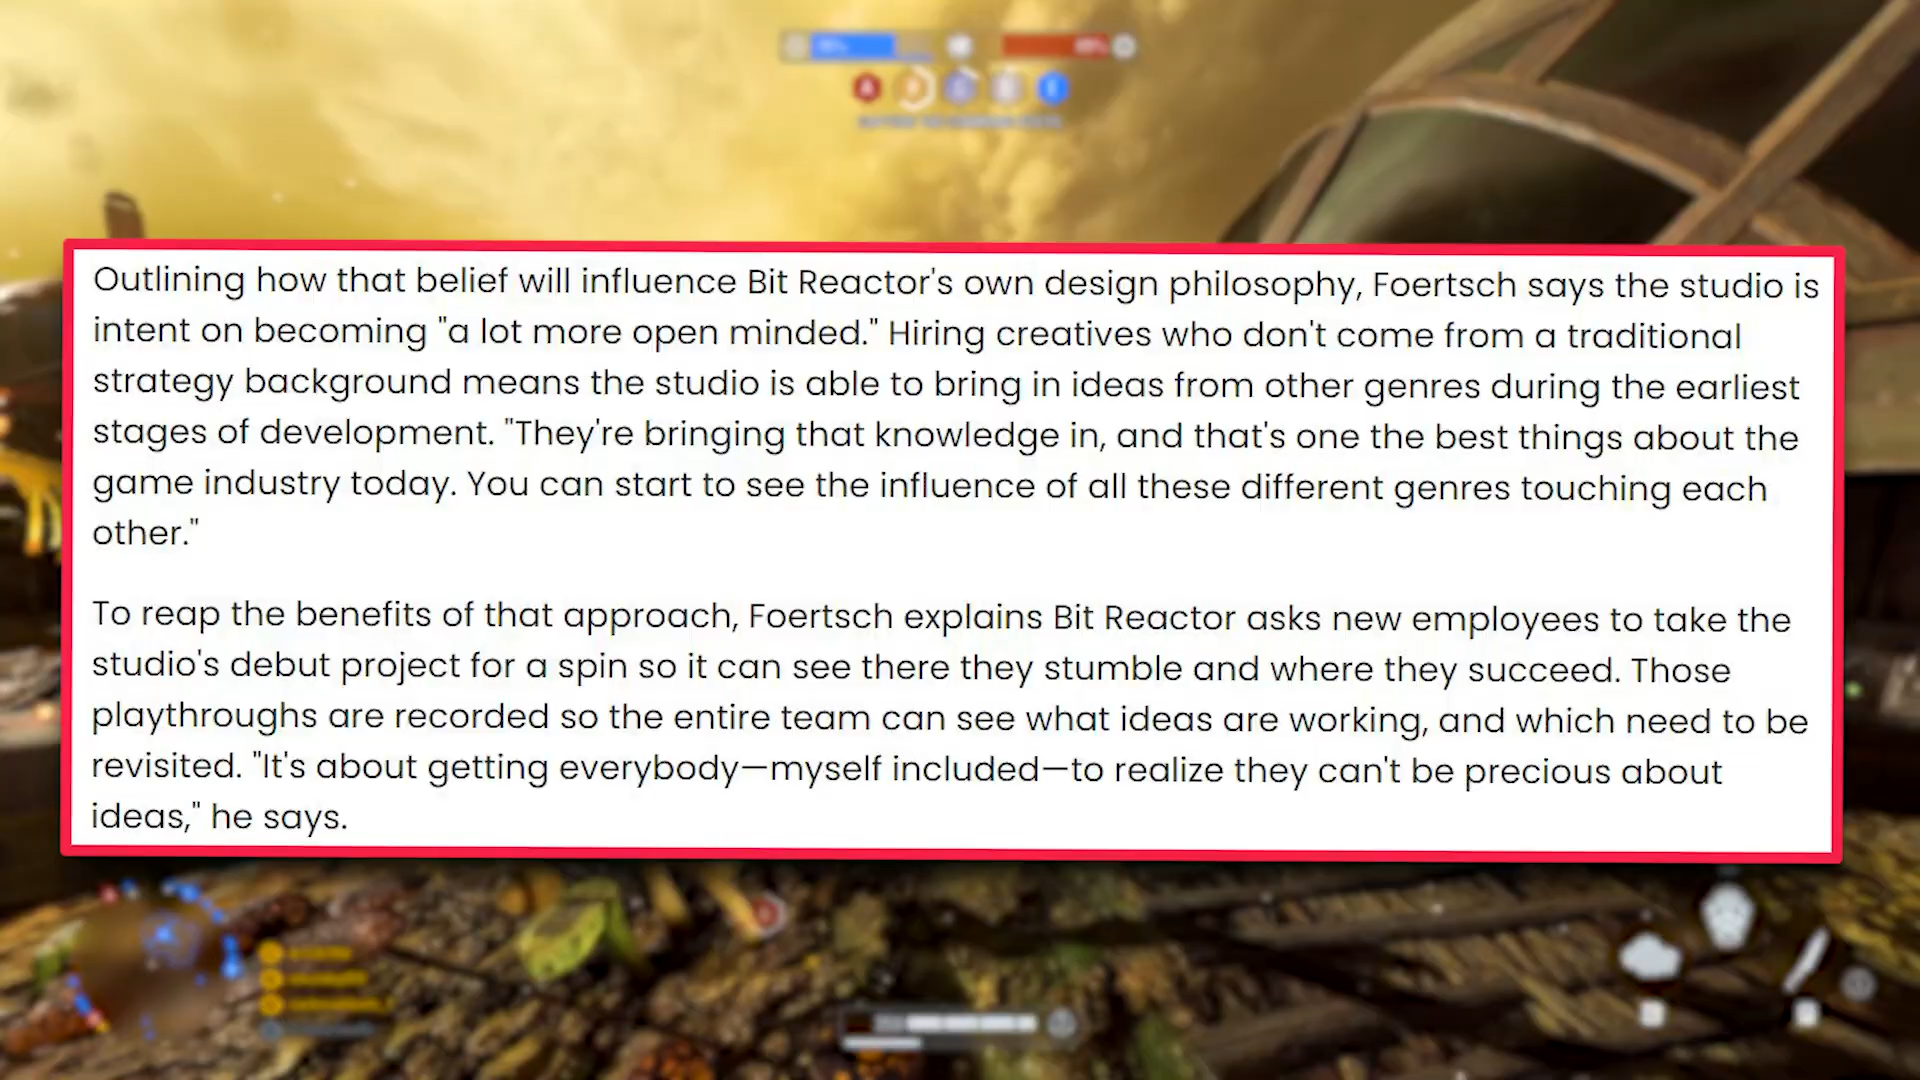 Outlining how that belief will influence Bit Reactor's own design philosophy, Foertsch says the studio is
intent on becoming "a lot more open minded." Hiring creatives who don't come from a traditional
strategy background means the studio is able to bring in ideas from other genres during the earliest
stages of development. "They're bringing that knowledge in, and that's one the best things about the
game industry today. You can start to see the influence of all these different genres touching each
other."
To reap the benefits of that approach, Foertsch explains Bit Reactor asks new employees to take the
studio's debut project for a spin so it can see there they stumble and where they succeed. Those
playthroughs are recorded so the entire team can see what ideas are working, and which need to be
revisited. "It's about getting everybody—myself included—to realize they can't be precious about
ideas," he says.